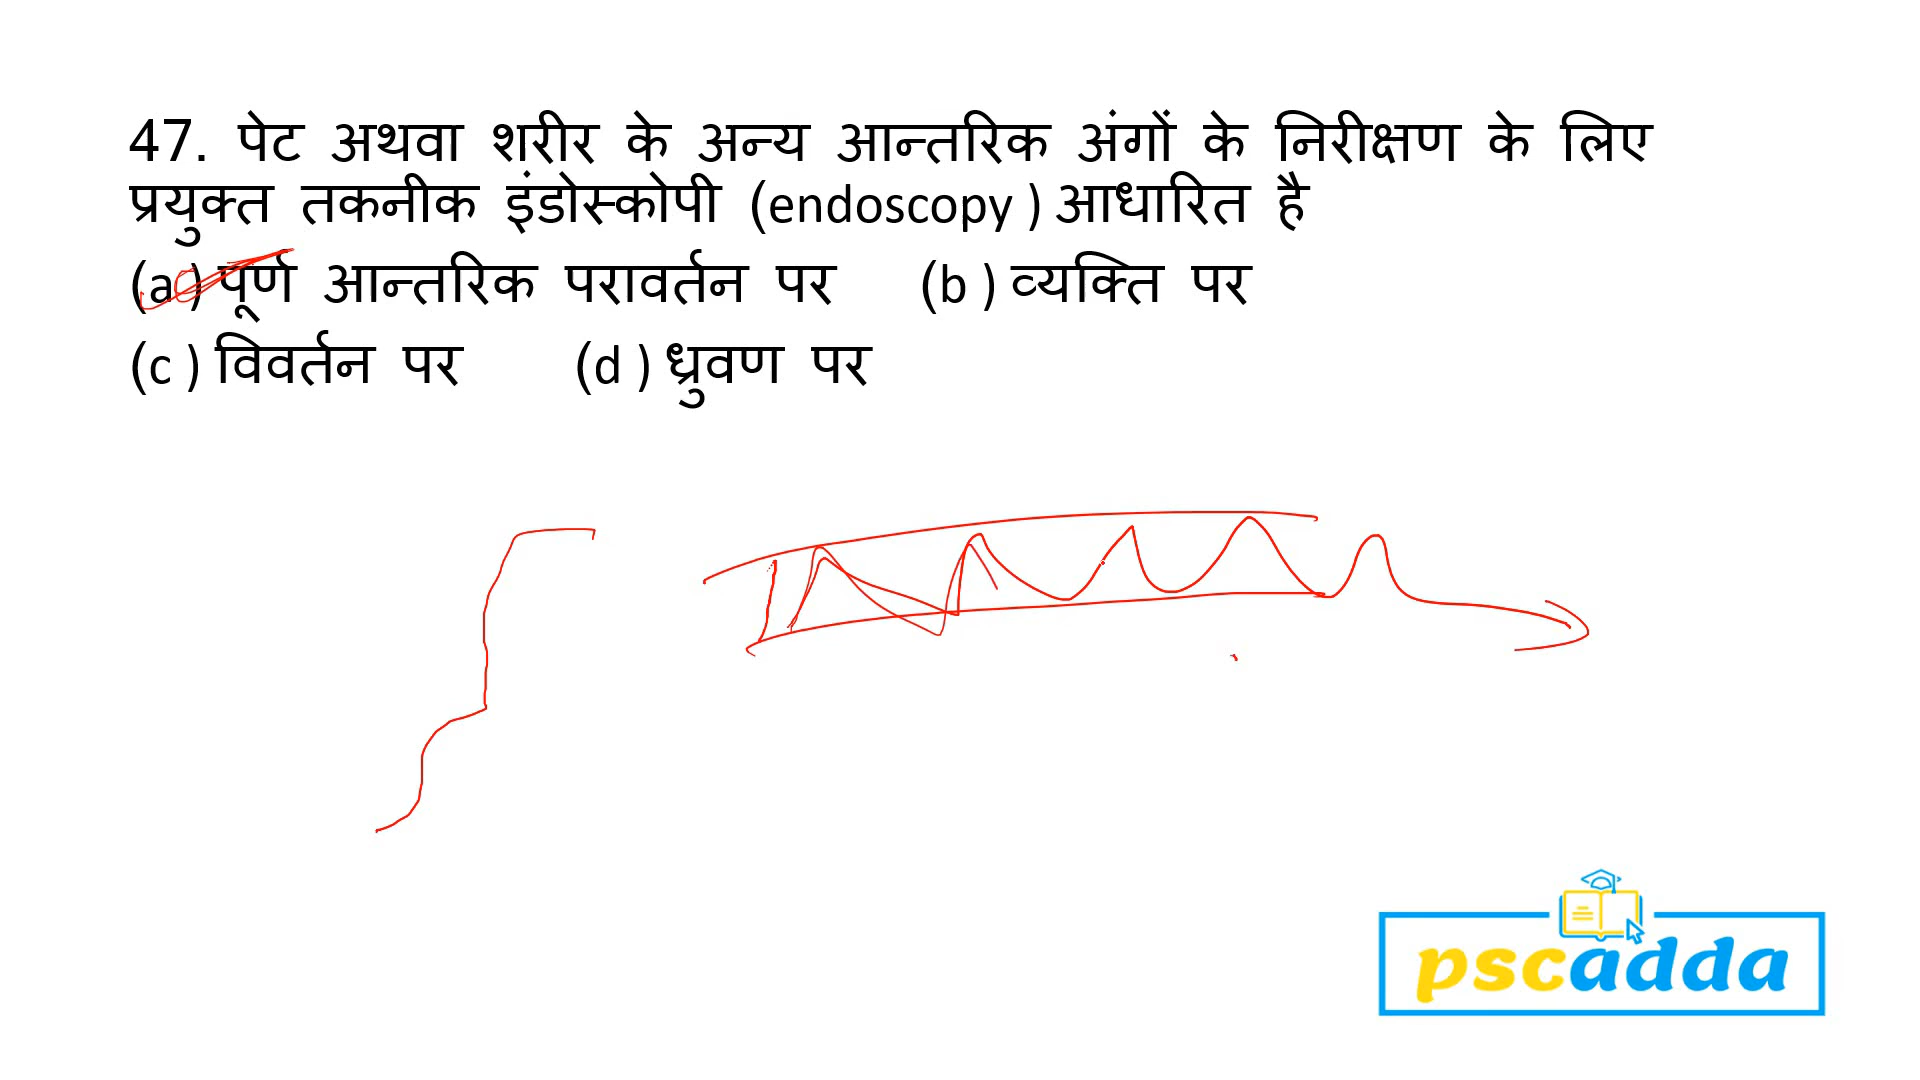 47. पेट अथवा शरीर के अन्य आन्तरिक अंगों के निरीक्षण के लिए
प्रयुक्त तकनीक इंडोस्कोपी (endoscopy ) आधारित है
(a ) पूर्ण आन्तरिक परावर्तन पर (b ) व्यक्ति पर
(c ) विवर्तन पर (d ) ध्रुवण पर
pscadda